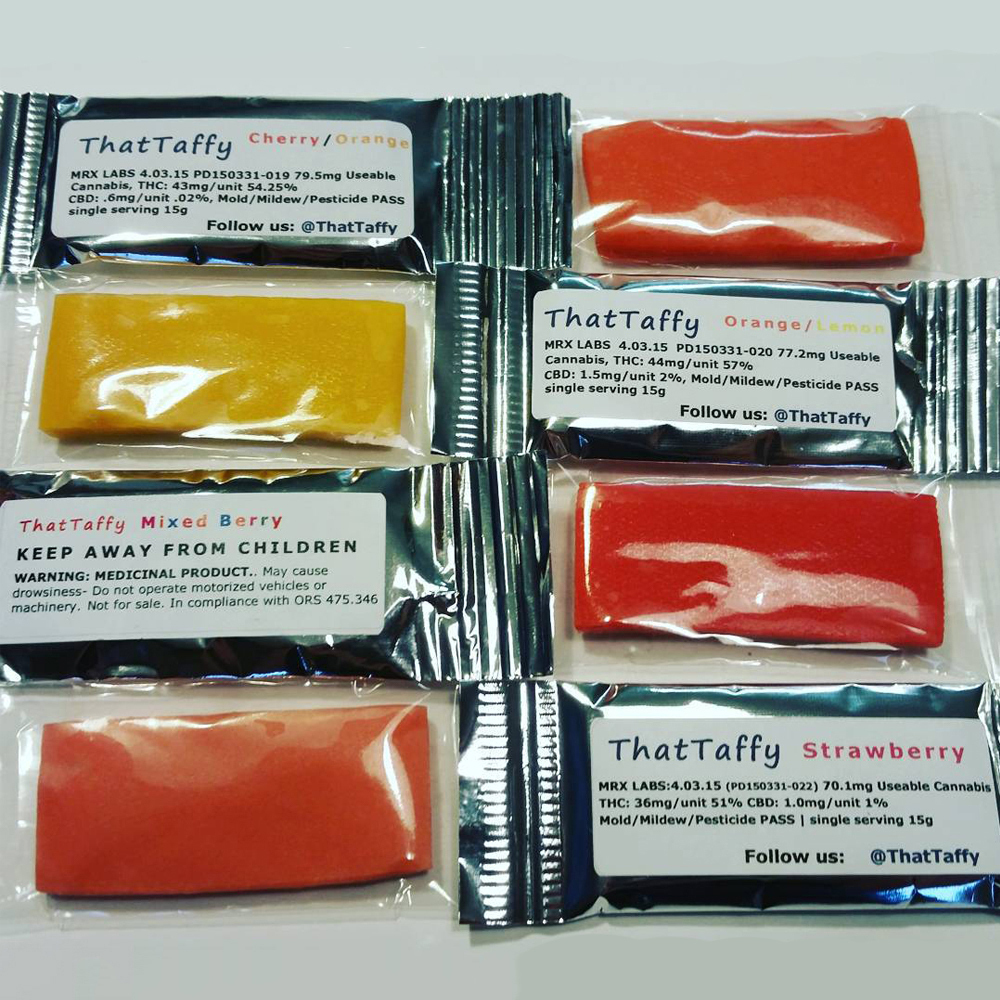 ThatTaffy Cherry/Orange
MRX LABS 4.03.15 PD150331-019 79.5mg Useable
Cannabis, THC: 43mg/unit 54.25%
CBD: .6mg/unit .02%, Mold/Mildew/Pesticide PASS
single serving 15g
Follow us: @ThatTaffy
ThatTaffy Orange/Lemon
MRX LABS 4.03.15 PD150331-020 77.2mg Useable
Cannabis, THC: 44mg/unit 57%
CBD: 1.5mg/unit 2%, Mold/Mildew/Pesticide PASS
single serving 15g
Follow us: @ThatTaffy
ThatTaffy Mixed Berry
KEEP AWAY FROM CHILDREN
WARNING: MEDICINAL PRODUCT.. May cause
drowsiness- Do not operate motorized vehicles or
machinery. Not for sale. In compliance with ORS 475.346
ThatTaffy Strawberry
MRX LABS:4.03.15 (PD150331-022) 70.1mg Useable Cannabis
THC: 36mg/unit 51% CBD: 1.0mg/unit 1%
Mold/Mildew/Pesticide PASS | single serving 15g
Follow us: @ThatTaffy